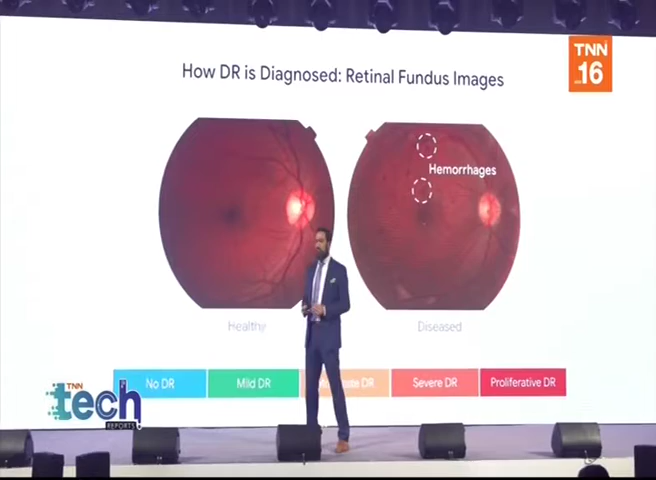 How DR is Diagnosed: Retinal Fundus Images
TNN
16
Hemorrhages
Healthy
Diseased
No DR
Mild DR
DR
Severe DR
Proliferative DR
TNN
tech
REPORTS